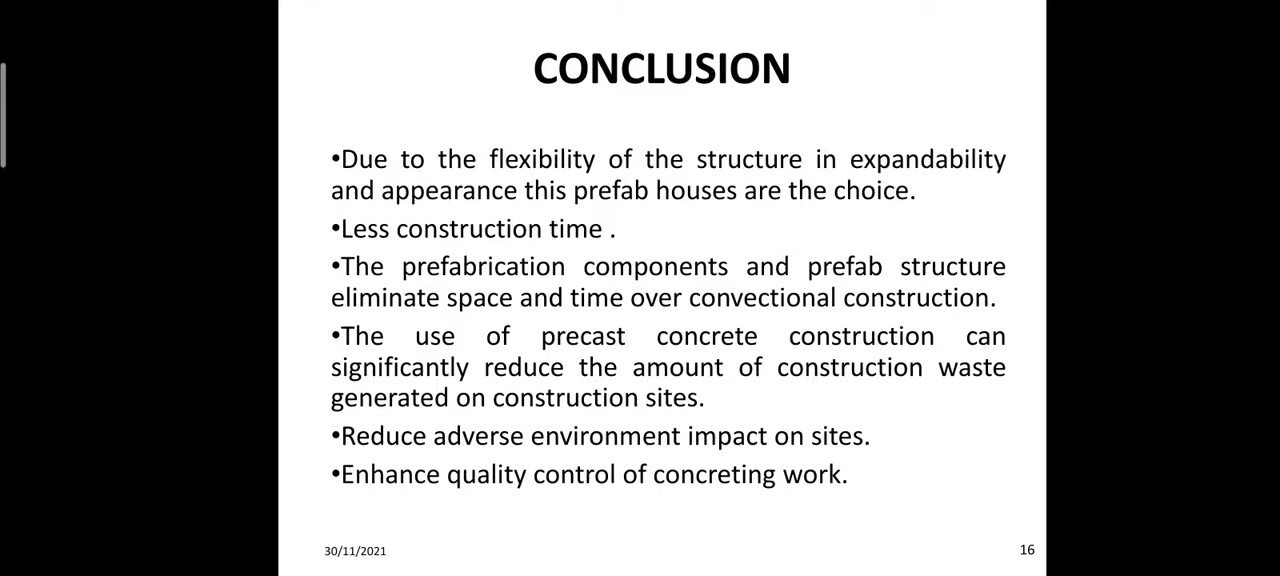 CONCLUSION
•Due to the flexibility of the structure in expandability
and appearance this prefab houses are the choice.
•Less construction time .
•The prefabrication components and prefab structure
eliminate space and time over convectional construction.
•The use of precast concrete construction can
significantly reduce the amount of construction waste
generated on construction sites.
•Reduce adverse environment impact on sites.
•Enhance quality control of concreting work.
30/11/2021
16